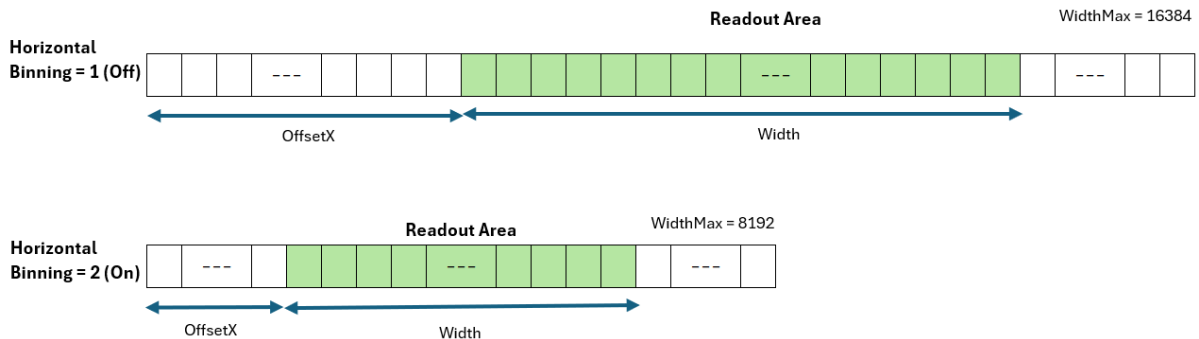 Readout Area
WidthMax = 16384
Horizontal
Binning = 1 (Off)
---
---
---
OffsetX
Width
Readout Area
WidthMax = 8192
Horizontal
Binning = 2 (On)
---
---
---
OffsetX
Width